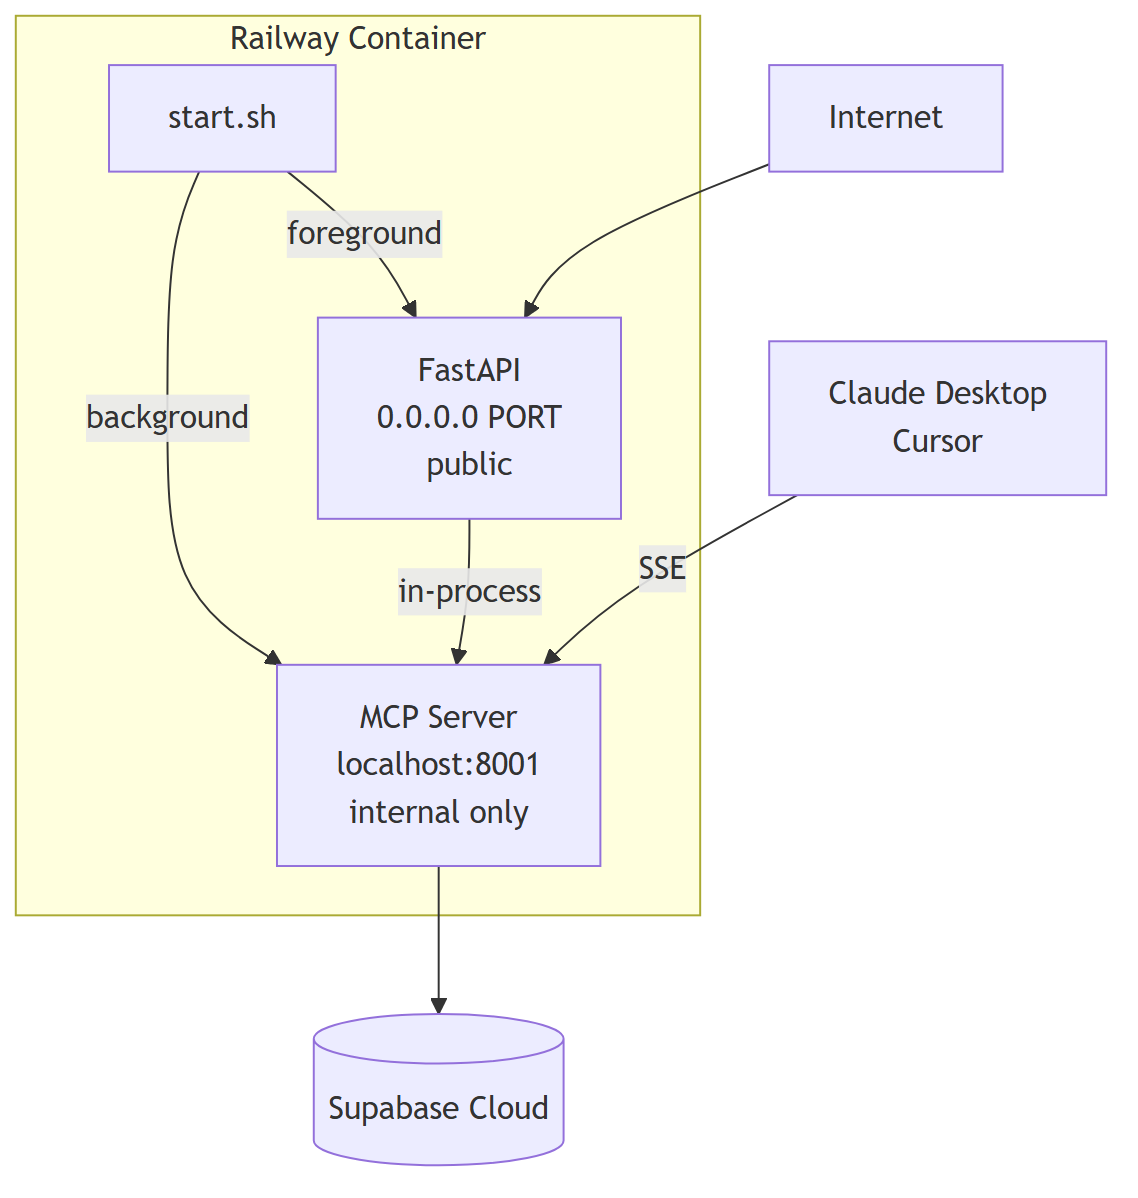 Railway Container
start.sh
Internet
foreground
FastAPI
0.0.0.0 PORT
public
Claude Desktop
Cursor
background
SSE
in-process
MCP Server
localhost:8001
internal only
Supabase Cloud